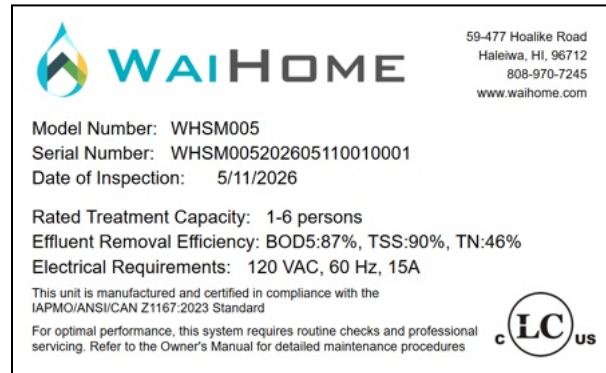 WAIHOME
59-477 Hoalike Road
Haleiwa, HI, 96712
808-970-7245
www.waihome.com
Model Number: WHSM005
Serial Number: WHSM005202605110010001
Date of Inspection: 5/11/2026
Rated Treatment Capacity: 1-6 persons
Effluent Removal Efficiency: BOD5:87%, TSS:90%, TN:46%
Electrical Requirements: 120 VAC, 60 Hz, 15A
This unit is manufactured and certified in compliance with the
IAPMO/ANSI/CAN Z1167:2023 Standard
For optimal performance, this system requires routine checks and professional
servicing. Refer to the Owner's Manual for detailed maintenance procedures
c LC us